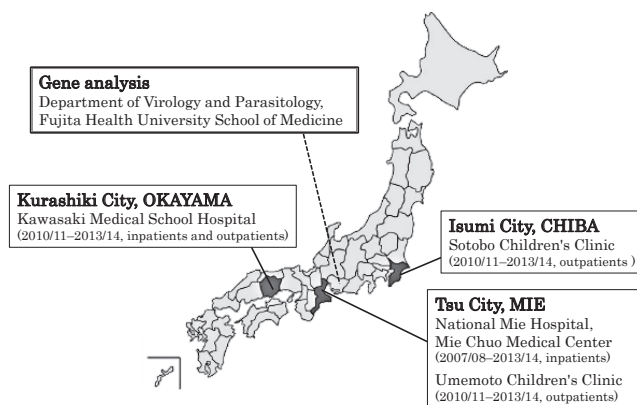 Gene analysis
Department of Virology and Parasitology,
Fujita Health University School of Medicine
Kurashiki City, OKAYAMA
Kawasaki Medical School Hospital
(2010/11–2013/14, inpatients and outpatients)
Isumi City, CHIBA
Sotobo Children's Clinic
(2010/11–2013/14, outpatients )
Tsu City, MIE
National Mie Hospital,
Mie Chuo Medical Center
(2007/08–2013/14, inpatients)
Umemoto Children's Clinic
(2010/11–2013/14, outpatients)